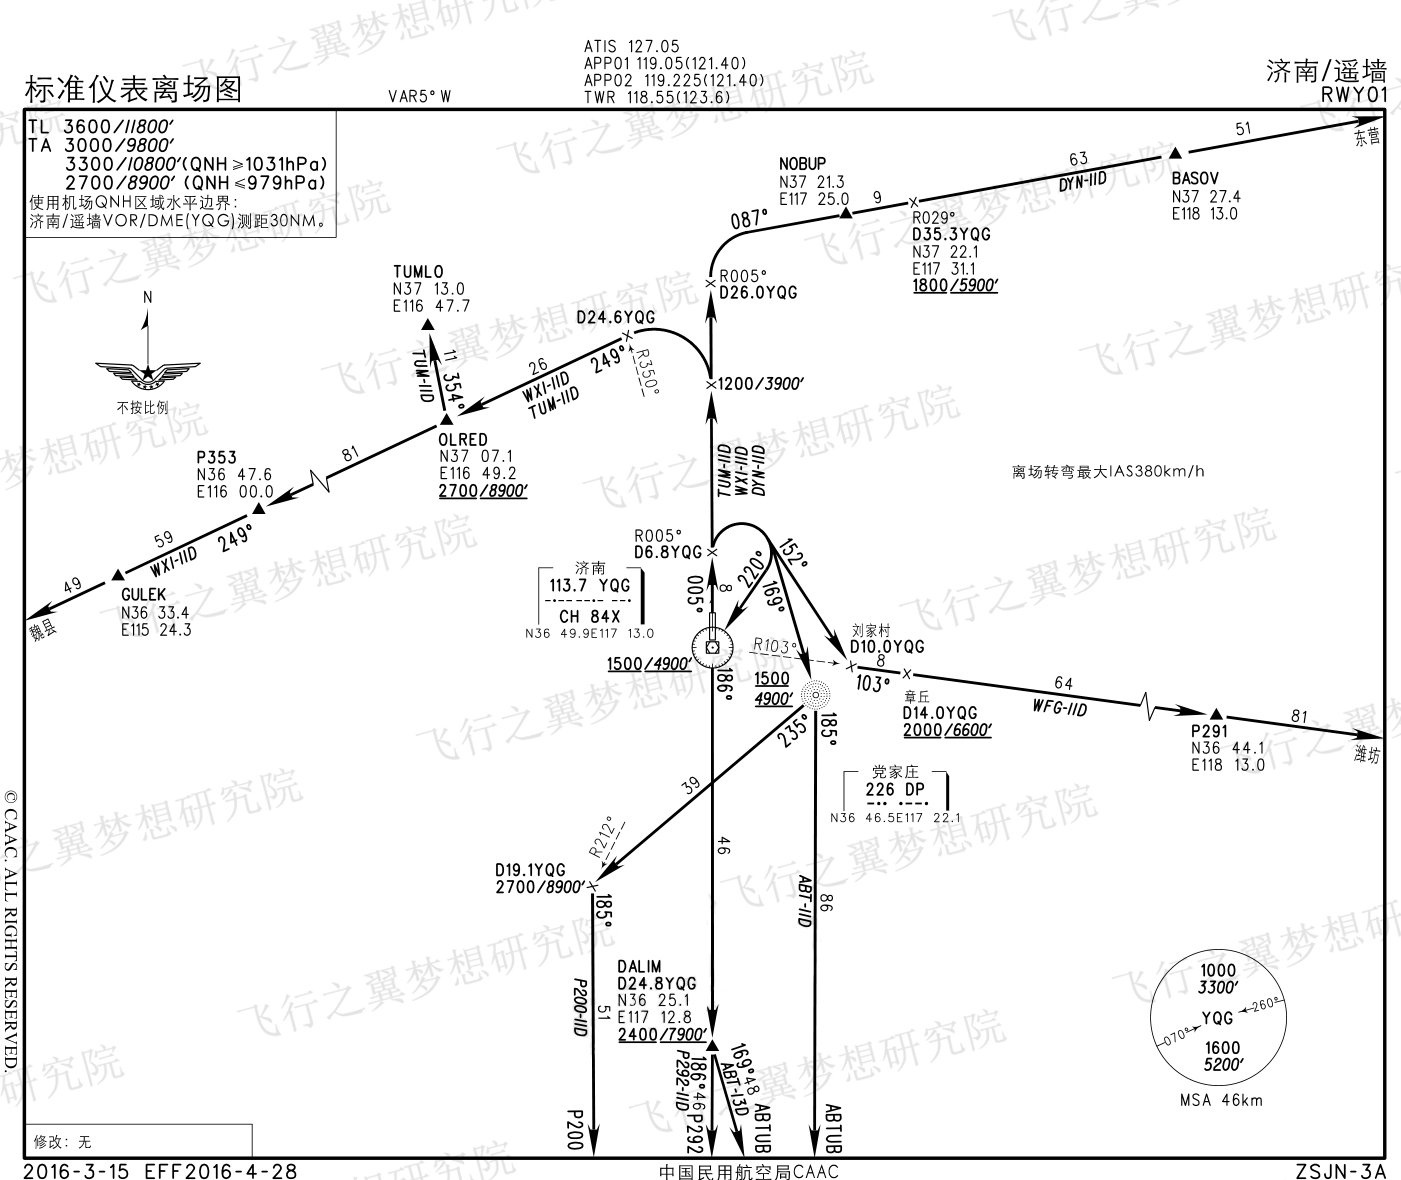 ATIS 127.05
APP01 119.05(121.40)
APP02 119.225(121.40)
TWR 118.55(123.6)
标准仪表离场图
VAR5° W
济南/遥墙
RWY01
TL 3600/11800'
TA 3000/9800'
3300/10800'(QNH ≥1031hPa)
2700/8900' (QNH ≤979hPa)
使用机场QNH区域水平边界:
济南/遥墙VOR/DME(YQG)测距30NM。
51
东营
63
DYN-11D
BASOV
N37 27.4
E118 13.0
NOBUP
N37 21.3
E117 25.0
9
087°
R029°
D35.3YQG
N37 22.1
E117 31.1
1800/5900'
R005°
D26.0YQG
TUMLO
N37 13.0
E116 47.7
N
不按比例
D24.6YQG
R350°
26
249°
WXI-11D
TUM-11D
11
354°
TUM-11D
1200/3900'
OLRED
N37 07.1
E116 49.2
2700/8900'
81
P353
N36 47.6
E116 00.0
59
249°
WXI-11D
49
魏县
GULEK
N36 33.4
E115 24.3
TUM-11D
WXI-11D
DYN-11D
离场转弯最大IAS380km/h
R005°
D6.8YQG
152°
220°
169°
济南
113.7 YQG
CH 84X
N36 49.9E117 13.0
005°
8
1500/4900'
186°
R103°
刘家村
D10.0YQG
8
103°
章丘
D14.0YQG
2000/6600'
64
WFG-11D
P291
N36 44.1
E118 13.0
81
潍坊
1500
4900'
235°
185°
党家庄
226 DP
N36 46.5E117 22.1
39
R212°
D19.1YQG
2700/8900'
185°
46
86
ABT-11D
P200-11D
51
P200
DALIM
D24.8YQG
N36 25.1
E117 12.8
2400/7900'
186°46
P292-11D
P292
169°48
ABT-13D
ABTUB
ABTUB
1000
3300'
YQG
260°
070°
1600
5200'
MSA 46km
© CAAC. ALL RIGHTS RESERVED.
修改: 无
2016-3-15 EFF2016-4-28
中国民用航空局CAAC
ZSJN-3A
飞行之翼梦想研究院